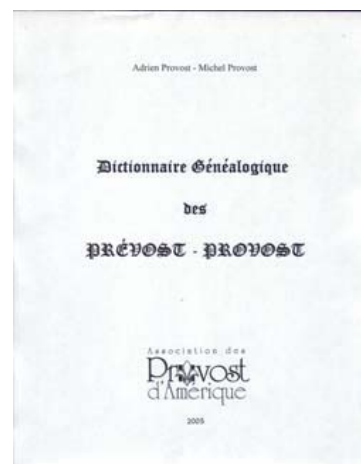 Adrien Provost - Michel Provost
Dictionnaire Généalogique
des
PRÉVOST - PROVOST
Association des
Provost
d'Amérique
2005